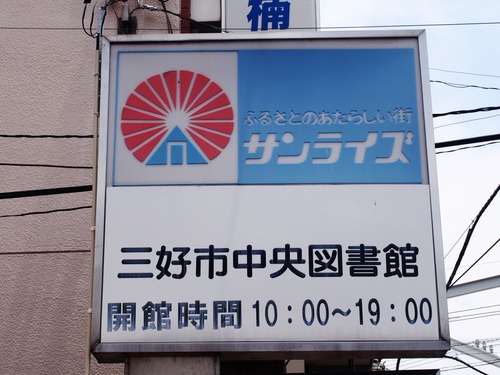 楠
ふるさとのあたらしい街
サンライズ
三好市中央図書館
開館時間 10：00～19：00